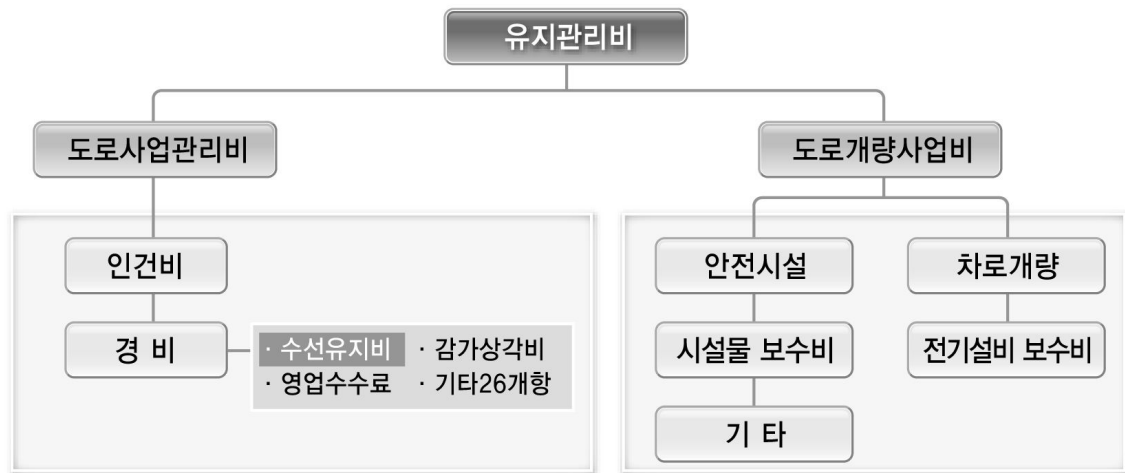 유지관리비
도로사업관리비
도로개량사업비
인건비
경 비
· 수선유지비 · 감가상각비
· 영업수수료 · 기타26개항
안전시설
차로개량
시설물 보수비
전기설비 보수비
기 타